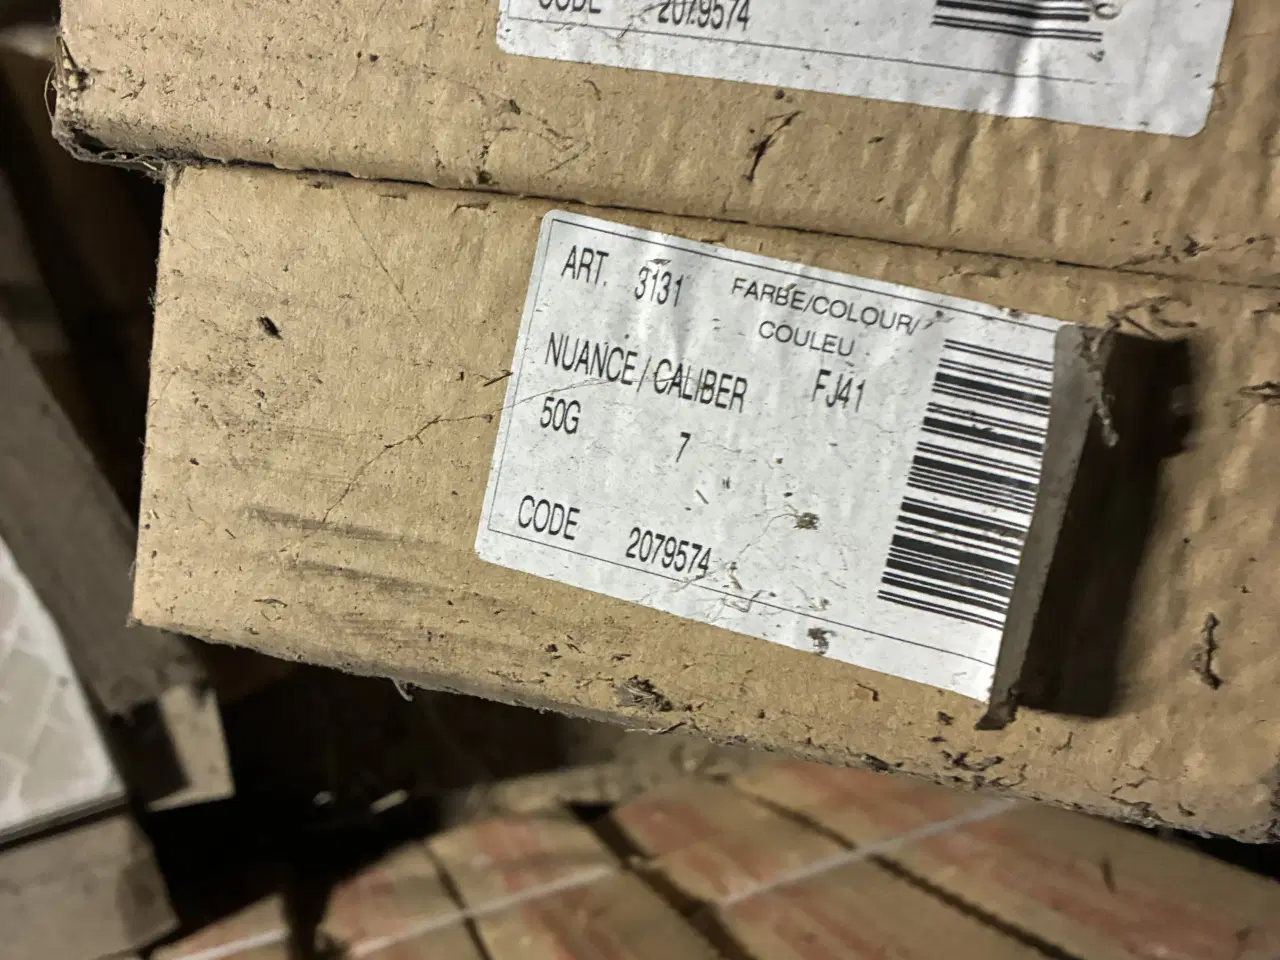 CODE 2079574
ART. 3131 FARBE/COLOUR/
COULEU
NUANCE/CALIBER FJ41
50G 7
CODE 2079574